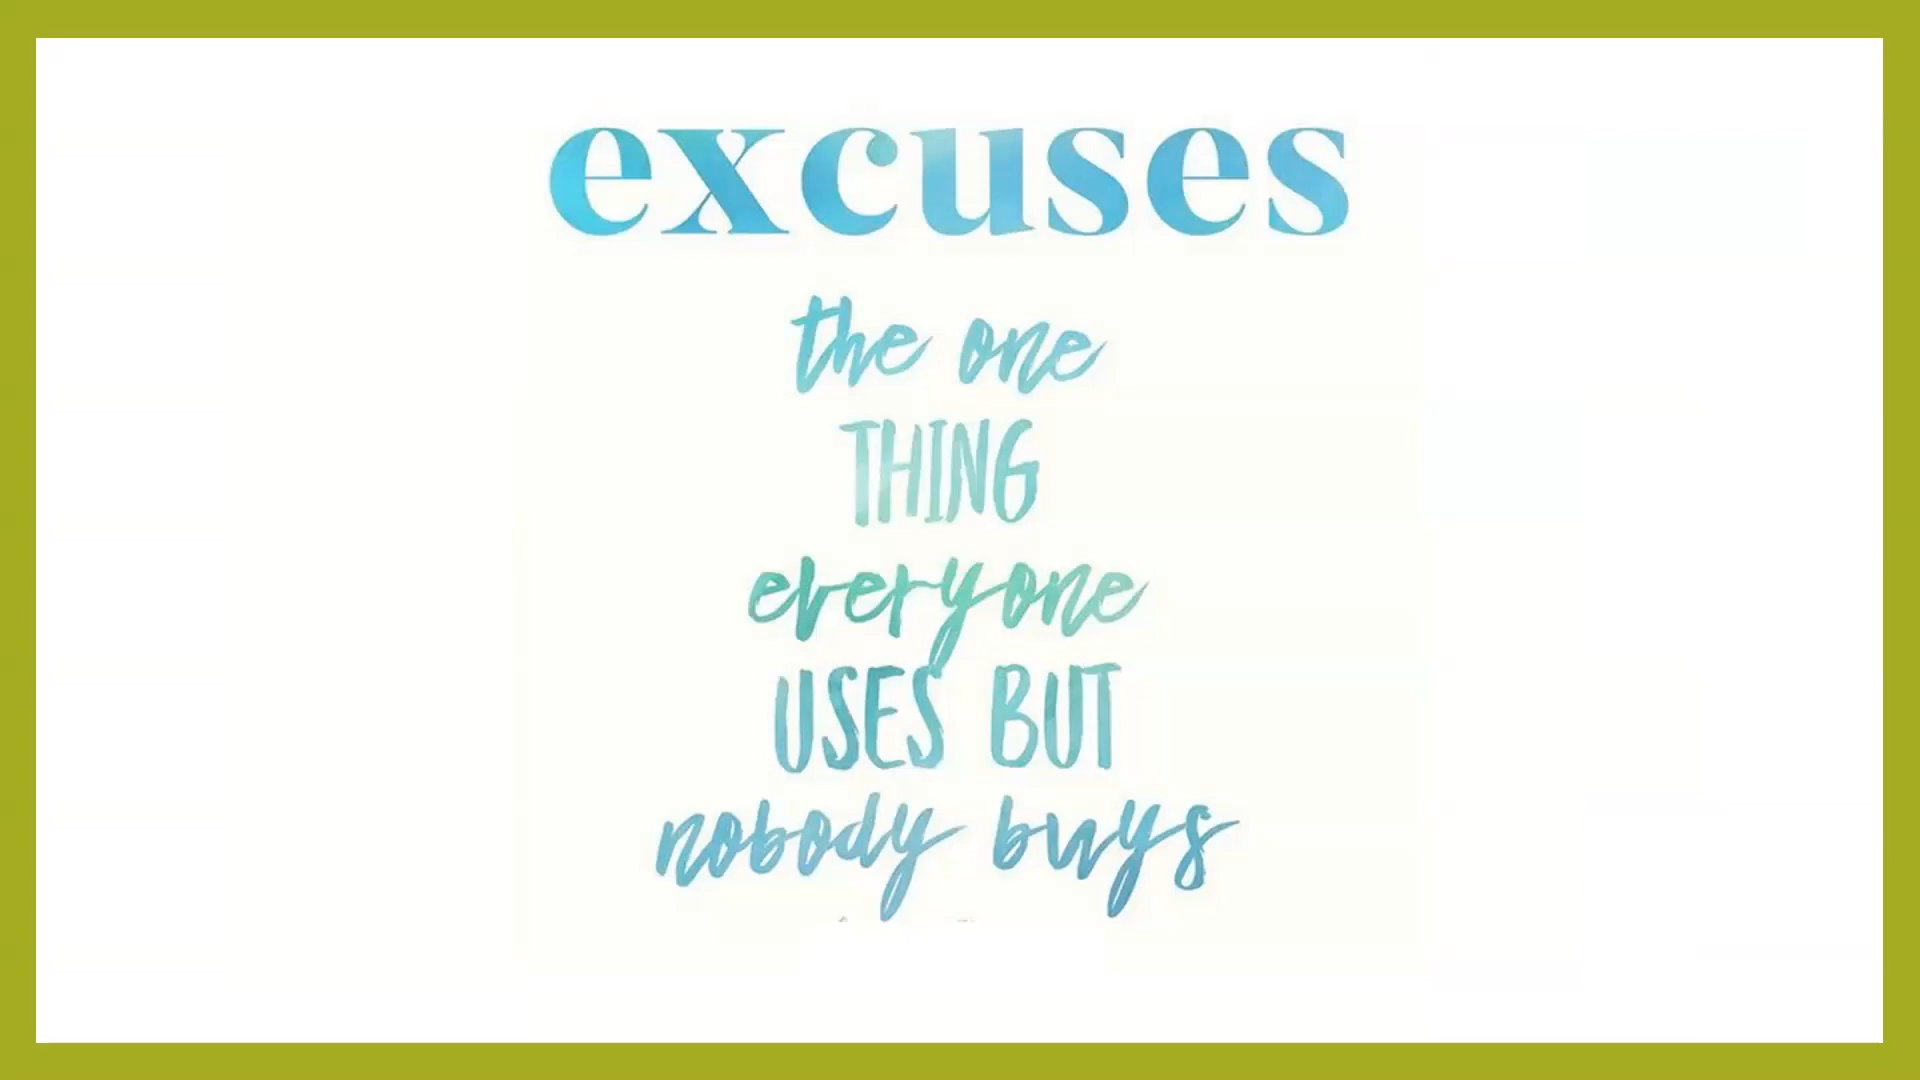 excuses
the one
THING
everyone
USES BUT
nobody buys